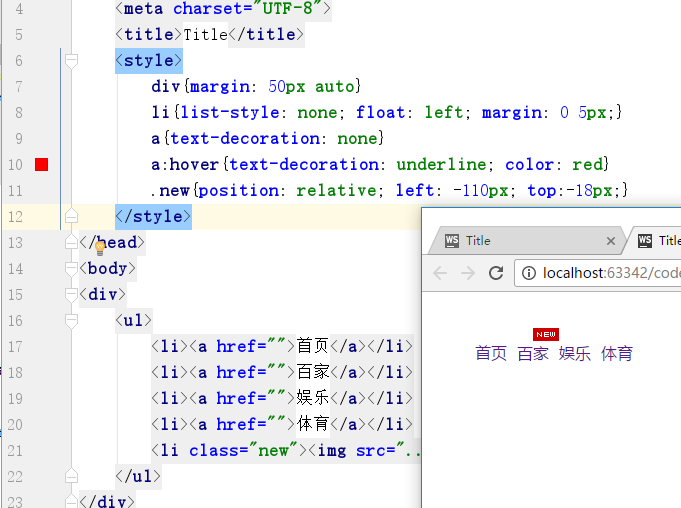 4 <meta charset="UTF-8">
5 <title>Title</title>
6 <style>
7 div{margin: 50px auto}
8 li{list-style: none; float: left; margin: 0 5px;}
9 a{text-decoration: none}
10 a:hover{text-decoration: underline; color: red}
11 .new{position: relative; left: -110px; top:-18px;}
12 </style>
13 </head>
14 <body>
15 <div>
16 <ul>
17 <li><a href="">首页</a></li>
18 <li><a href="">百家</a></li>
19 <li><a href="">娱乐</a></li>
20 <li><a href="">体育</a></li>
21 <li class="new"><img src="..
22 </ul>
23 </div>
WS Title × WS Title
localhost:63342/code
NEW
首页 百家 娱乐 体育